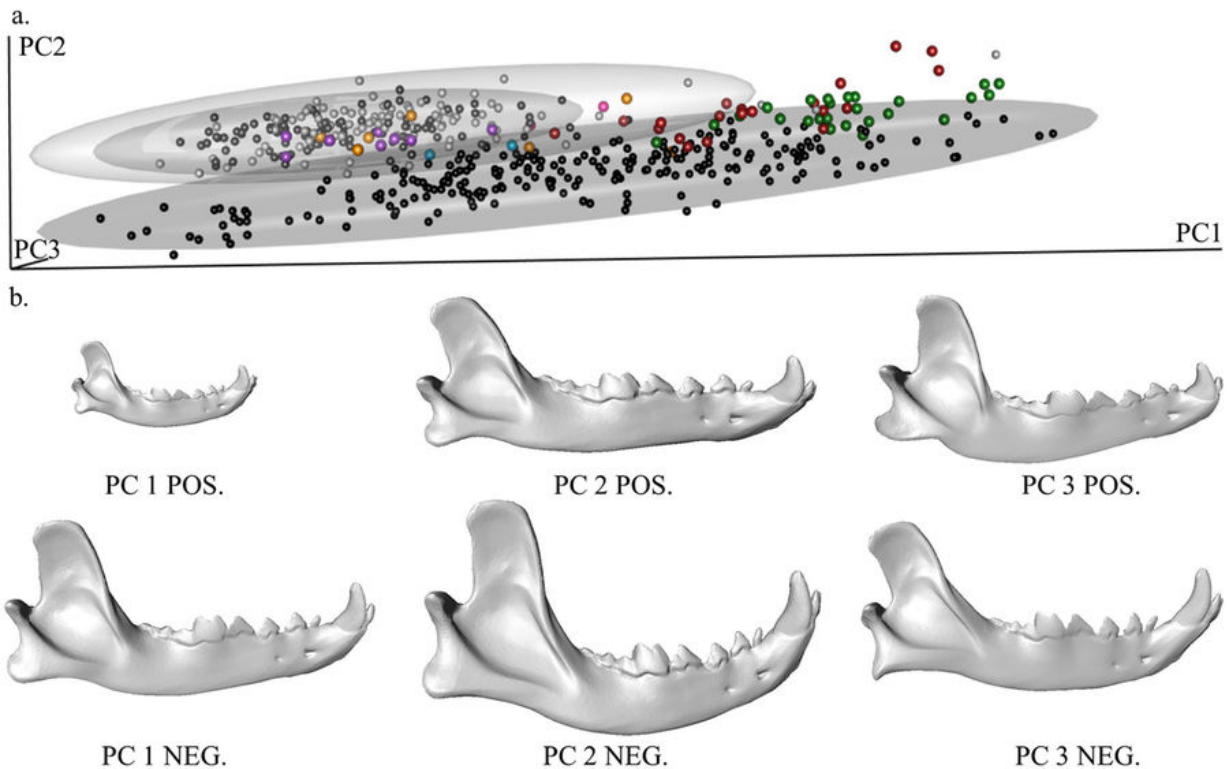 a.
PC2
PC3
PC1
b.
PC 1 POS.
PC 2 POS.
PC 3 POS.
PC 1 NEG.
PC 2 NEG.
PC 3 NEG.